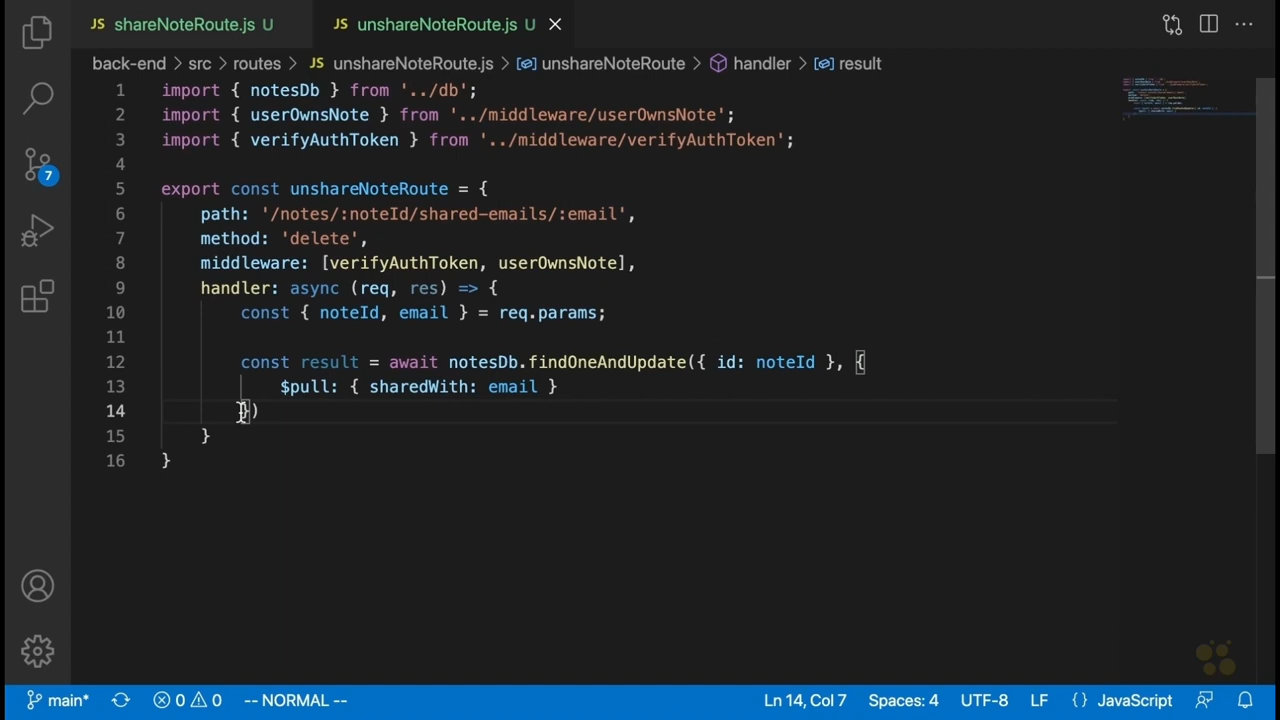 JS shareNoteRoute.js U JS unshareNoteRoute.js U
back-end > src > routes > JS unshareNoteRoute.js > unshareNoteRoute > handler > result
1 import { notesDb } from '../db';
2 import { userOwnsNote } from '../middleware/userOwnsNote';
3 import { verifyAuthToken } from '../middleware/verifyAuthToken';
4
5 export const unshareNoteRoute = {
6 path: '/notes/:noteId/shared-emails/:email',
7 method: 'delete',
8 middleware: [verifyAuthToken, userOwnsNote],
9 handler: async (req, res) => {
10 const { noteId, email } = req.params;
11
12 const result = await notesDb.findOneAndUpdate({ id: noteId }, {
13 $pull: { sharedWith: email }
14 })
15 }
16 }
7
main* 0 0 -- NORMAL -- Ln 14, Col 7 Spaces: 4 UTF-8 LF {} JavaScript